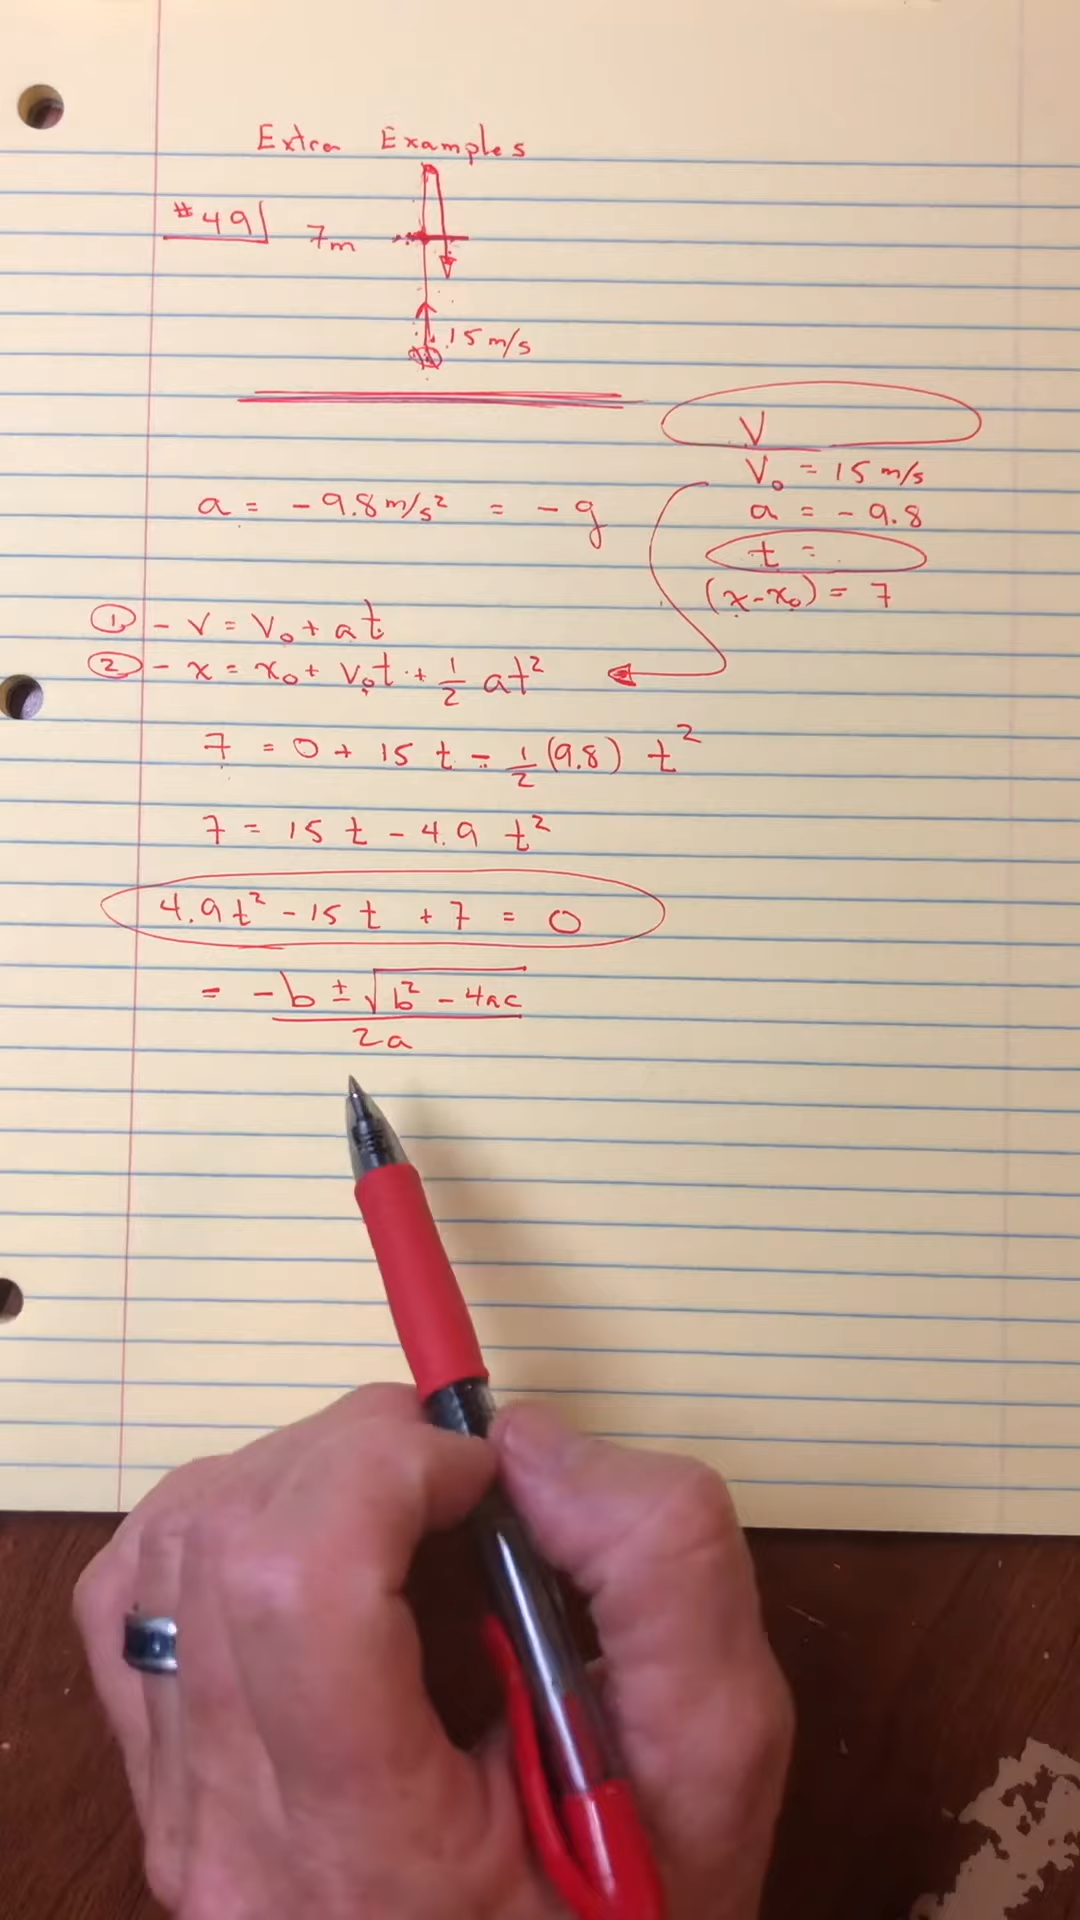 Extra Examples
#49
7m
15 m/s
V
V₀ = 15 m/s
a = -9.8 m/s² = -g
a = -9.8
t =
(x-x₀) = 7
① - v = v₀ + at
② - x = x₀ + v₀t + 1/2 at²
7 = 0 + 15 t - 1/2 (9.8) t²
7 = 15 t - 4.9 t²
4.9t² - 15 t + 7 = 0
= -b ± √(b² - 4ac) / 2a